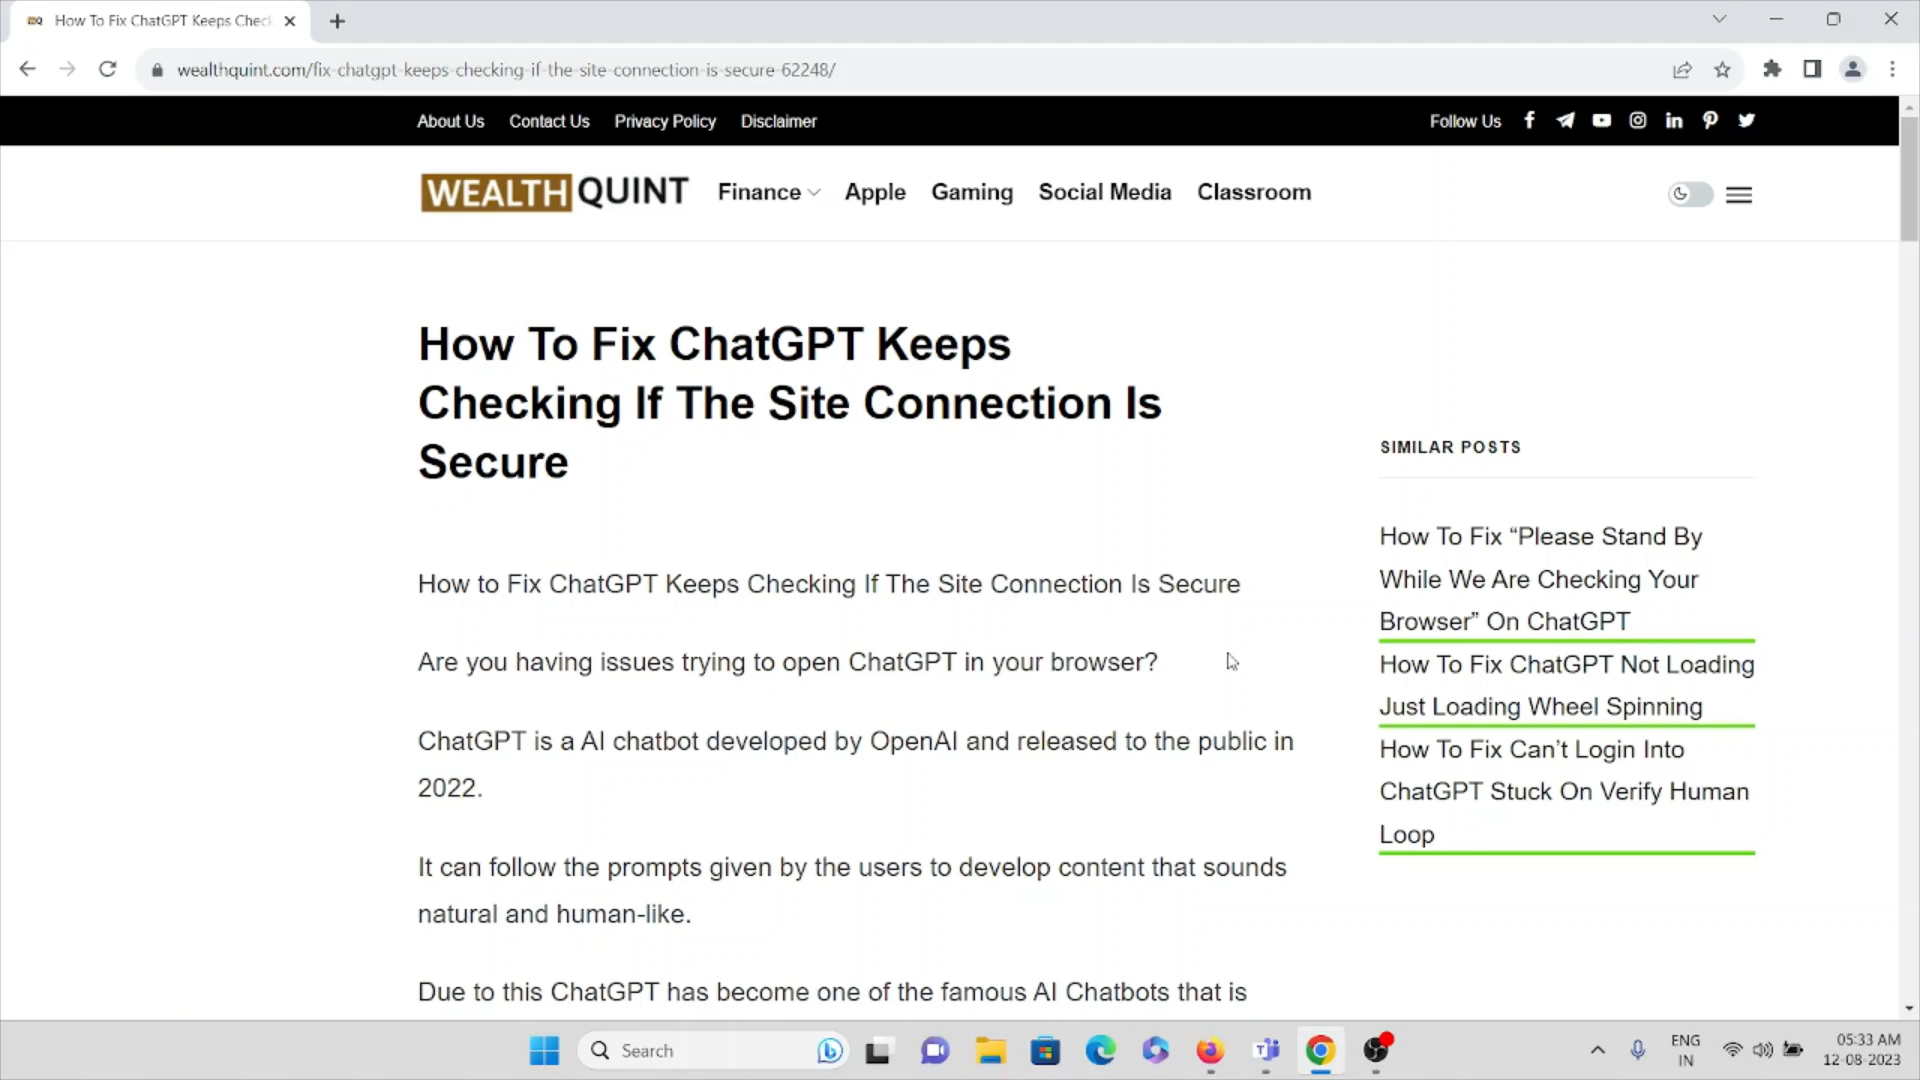 How To Fix ChatGPT Keeps Chec
wealthquint.com/fix-chatgpt-keeps-checking-if-the-site-connection-is-secure-62248/
About Us Contact Us Privacy Policy Disclaimer Follow Us
WEALTH QUINT Finance Apple Gaming Social Media Classroom
How To Fix ChatGPT Keeps
Checking If The Site Connection Is
Secure
How to Fix ChatGPT Keeps Checking If The Site Connection Is Secure
Are you having issues trying to open ChatGPT in your browser?
ChatGPT is a AI chatbot developed by OpenAI and released to the public in
2022.
It can follow the prompts given by the users to develop content that sounds
natural and human-like.
Due to this ChatGPT has become one of the famous AI Chatbots that is
SIMILAR POSTS
How To Fix “Please Stand By
While We Are Checking Your
Browser” On ChatGPT
How To Fix ChatGPT Not Loading
Just Loading Wheel Spinning
How To Fix Can’t Login Into
ChatGPT Stuck On Verify Human
Loop
Search
ENG
IN
05:33 AM
12-08-2023